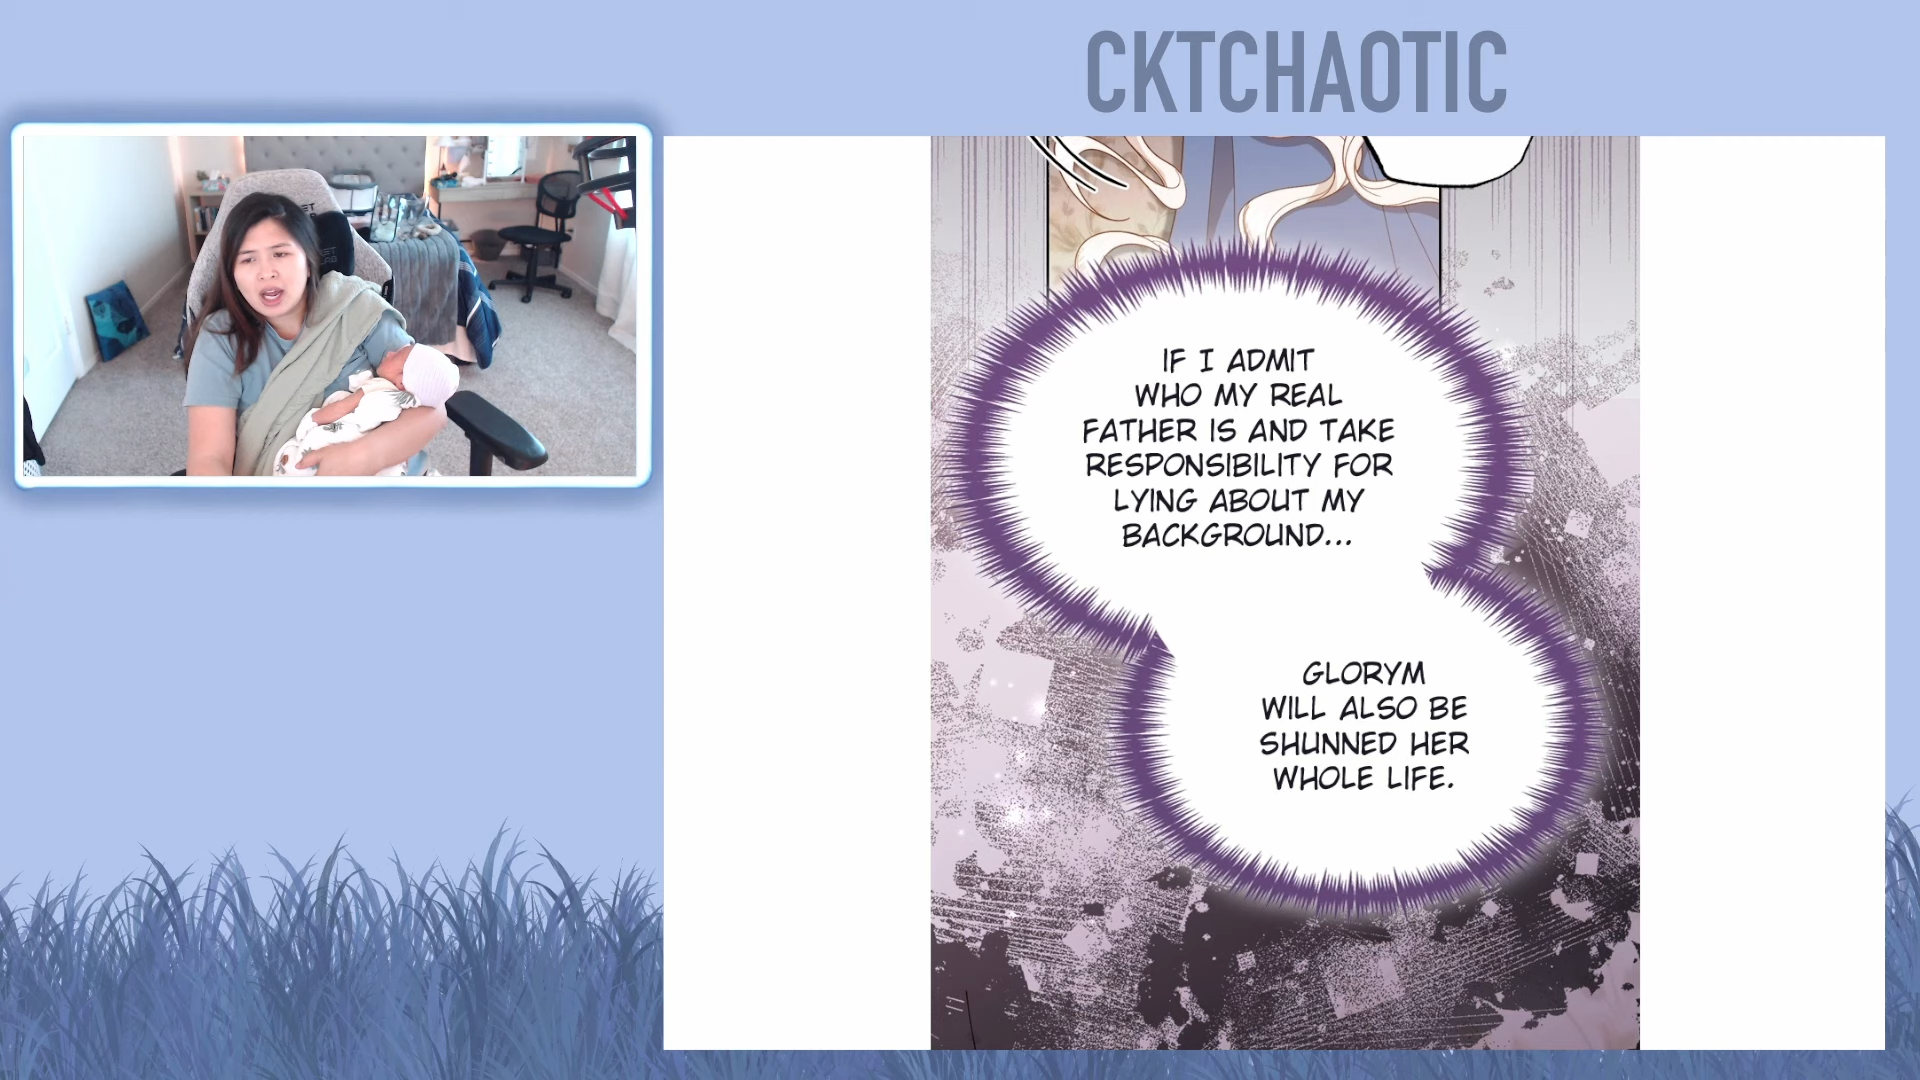 CKTCHAOTIC
IF I ADMIT
WHO MY REAL
FATHER IS AND TAKE
RESPONSIBILITY FOR
LYING ABOUT MY
BACKGROUND...
GLORYM
WILL ALSO BE
SHUNNED HER
WHOLE LIFE.